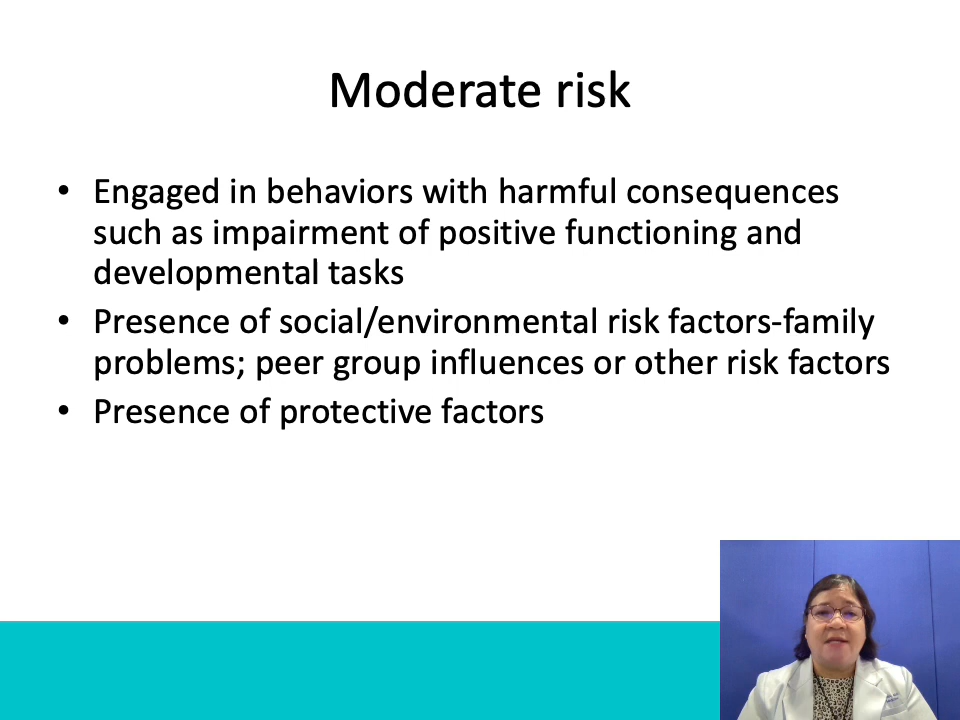 Moderate risk
• Engaged in behaviors with harmful consequences
such as impairment of positive functioning and
developmental tasks
• Presence of social/environmental risk factors-family
problems; peer group influences or other risk factors
• Presence of protective factors